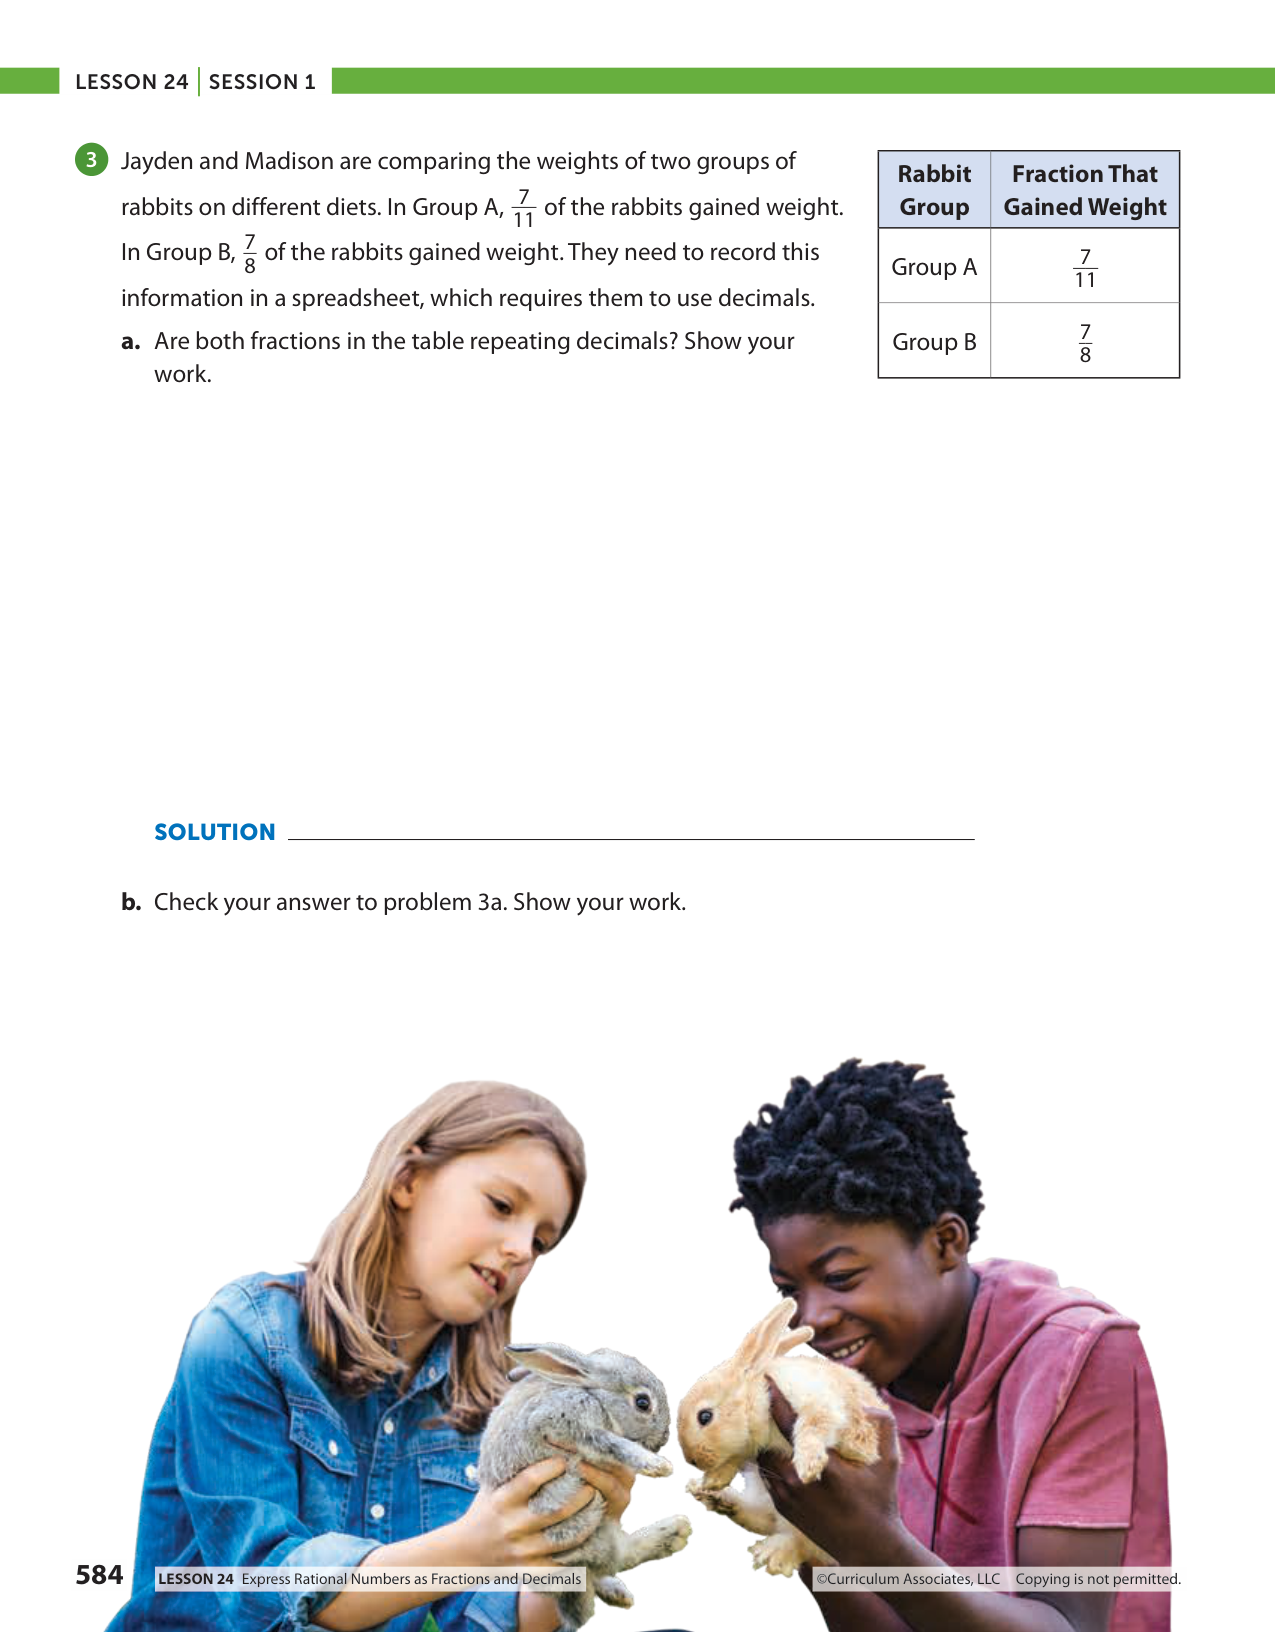 LESSON 24 | SESSION 1
3 Jayden and Madison are comparing the weights of two groups of
rabbits on different diets. In Group A, 7/11 of the rabbits gained weight.
In Group B, 7/8 of the rabbits gained weight. They need to record this
information in a spreadsheet, which requires them to use decimals.
a. Are both fractions in the table repeating decimals? Show your
work.
Rabbit Group | Fraction That Gained Weight
Group A | 7/11
Group B | 7/8
SOLUTION
b. Check your answer to problem 3a. Show your work.
584 LESSON 24 Express Rational Numbers as Fractions and Decimals
©Curriculum Associates, LLC Copying is not permitted.